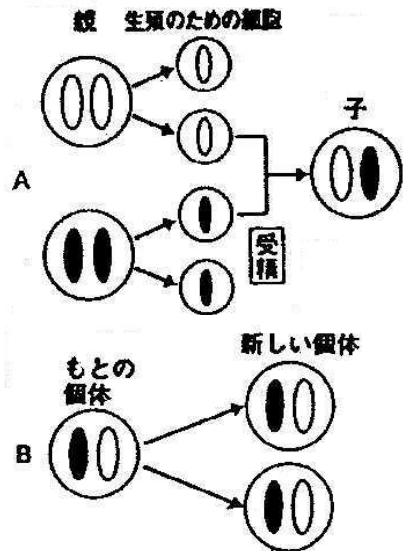 親 生殖のための細胞
子
A
受精
新しい個体
もとの
個体
B